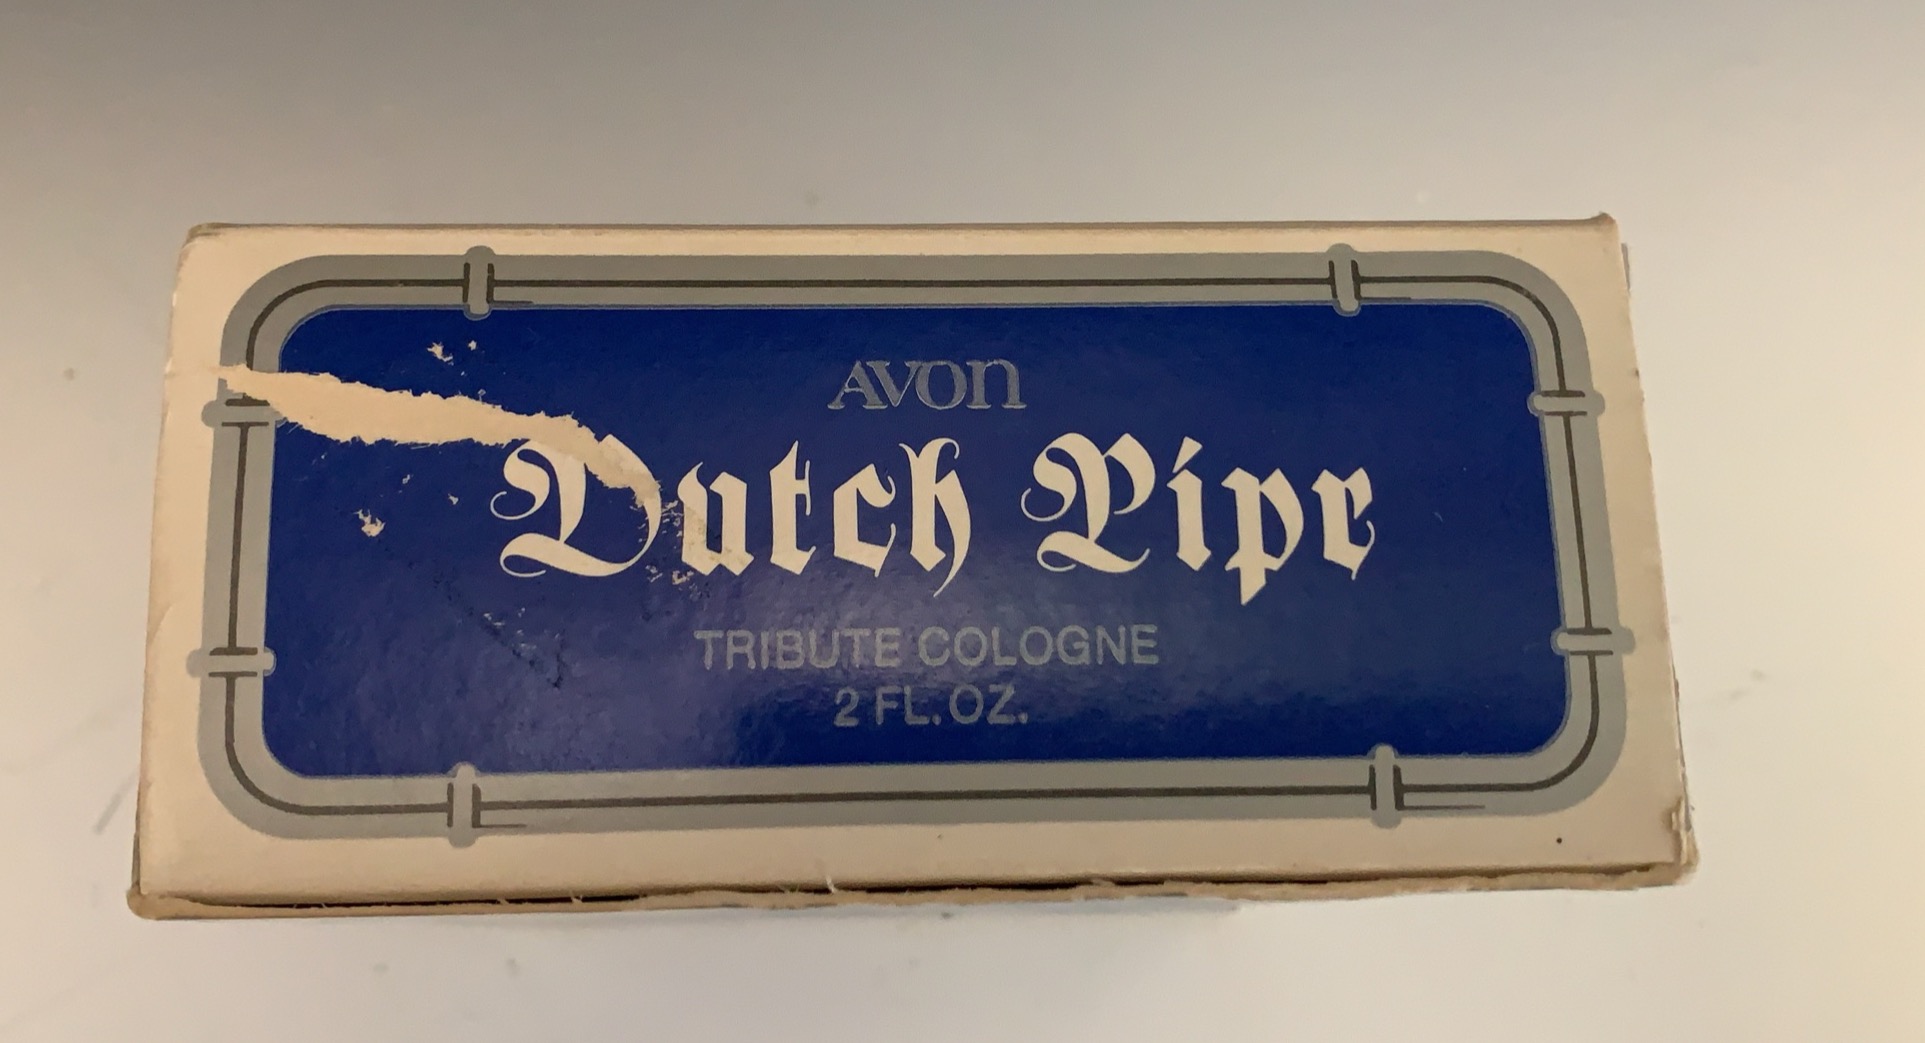 AVON
Dutch Pipe
TRIBUTE COLOGNE
2 FL. OZ.